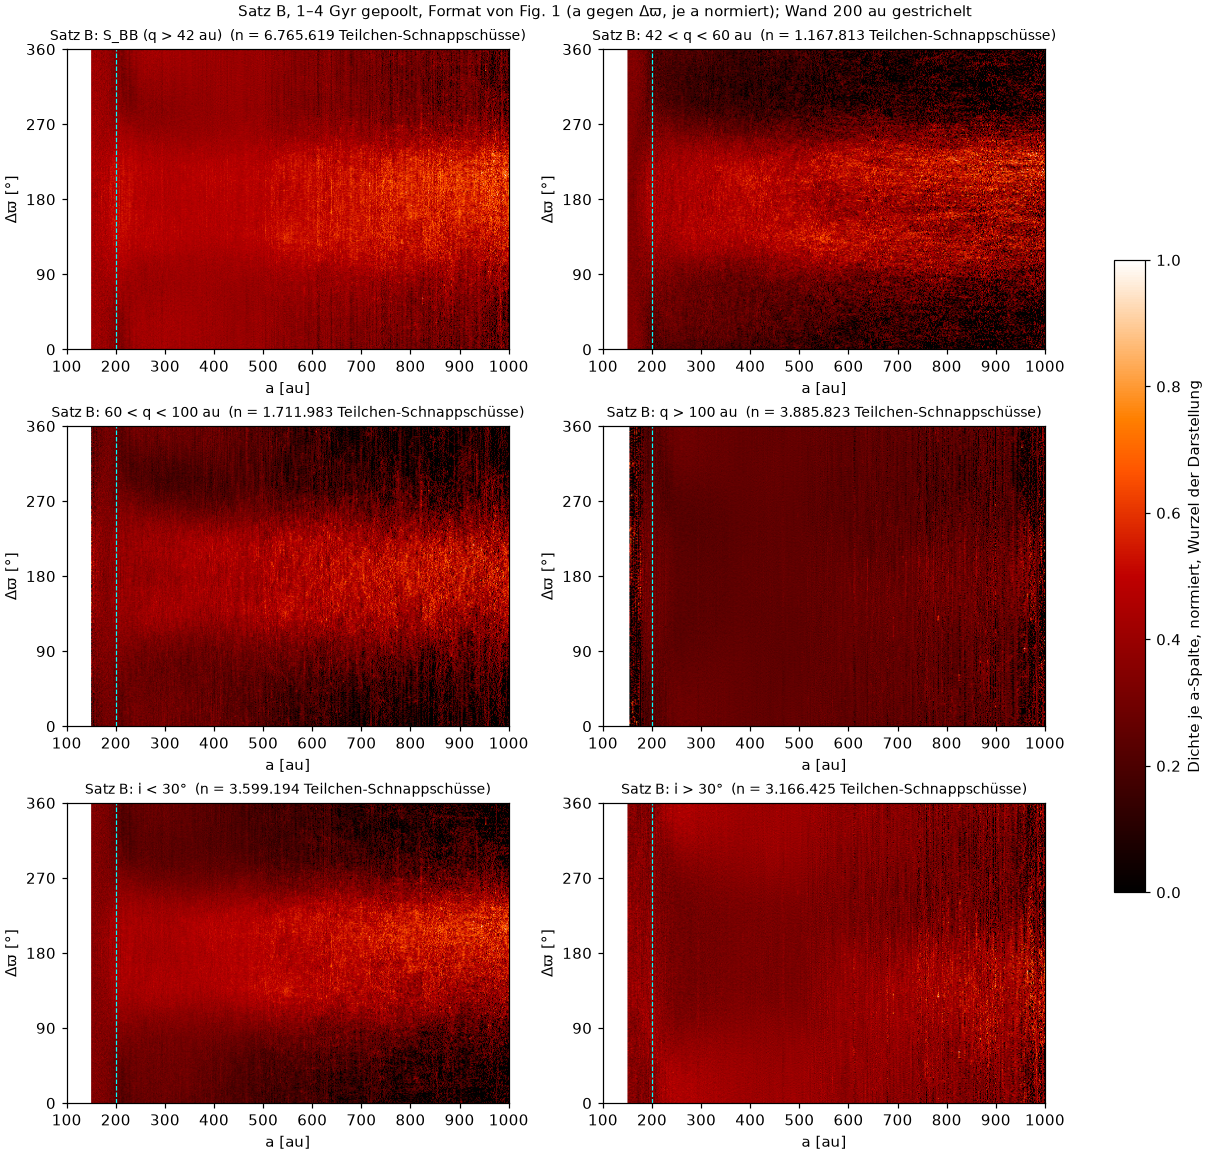 Satz B, 1–4 Gyr gepoolt, Format von Fig. 1 (a gegen Δϖ, je a normiert); Wand 200 au gestrichelt
Satz B: S_BB (q > 42 au) (n = 6.765.619 Teilchen-Schnappschüsse)
360
270
180
90
0
Δϖ [°]
100 200 300 400 500 600 700 800 900 1000
a [au]
Satz B: 42 < q < 60 au (n = 1.167.813 Teilchen-Schnappschüsse)
360
270
180
90
0
Δϖ [°]
100 200 300 400 500 600 700 800 900 1000
a [au]
Satz B: 60 < q < 100 au (n = 1.711.983 Teilchen-Schnappschüsse)
360
270
180
90
0
Δϖ [°]
100 200 300 400 500 600 700 800 900 1000
a [au]
Satz B: q > 100 au (n = 3.885.823 Teilchen-Schnappschüsse)
360
270
180
90
0
Δϖ [°]
100 200 300 400 500 600 700 800 900 1000
a [au]
Satz B: i < 30° (n = 3.599.194 Teilchen-Schnappschüsse)
360
270
180
90
0
Δϖ [°]
100 200 300 400 500 600 700 800 900 1000
a [au]
Satz B: i > 30° (n = 3.166.425 Teilchen-Schnappschüsse)
360
270
180
90
0
Δϖ [°]
100 200 300 400 500 600 700 800 900 1000
a [au]
1.0
0.8
0.6
0.4
0.2
0.0
Dichte je a-Spalte, normiert, Wurzel der Darstellung